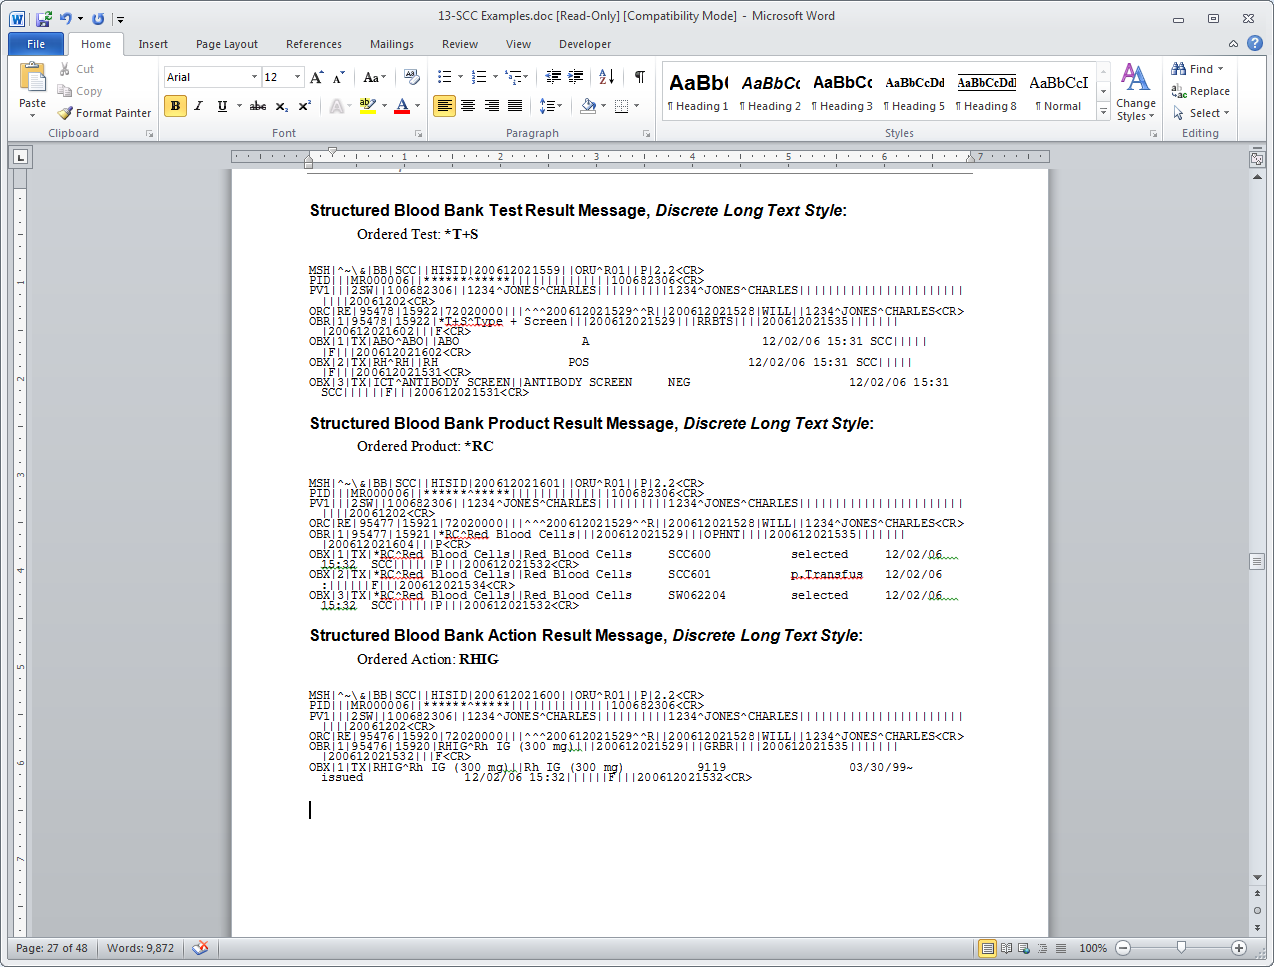 13-SCC Examples.doc [Read-Only] [Compatibility Mode] - Microsoft Word
File Home Insert Page Layout References Mailings Review View Developer
Paste
Cut
Copy
Format Painter
Clipboard
Arial 12
Font
Paragraph
AaBb( AaBbCc AaBbCc AaBbCcDd AaBbCcDd AaBbCcI
¶ Heading 1 ¶ Heading 2 ¶ Heading 3 ¶ Heading 5 ¶ Heading 8 ¶ Normal
Change Styles
Styles
Find
Replace
Select
Editing
1 2 3 4 5 6 7
Structured Blood Bank Test Result Message, Discrete Long Text Style:
Ordered Test: *T+S
MSH|^~\&|BB|SCC||HISID|200612021559||ORU^R01||P|2.2<CR>
PID|||MR000006||******^*****||||||||||||||100682306<CR>
PV1|||2SW||100682306||1234^JONES^CHARLES||||||||||1234^JONES^CHARLES|||||||||||||||||||||||
||||20061202<CR>
ORC|RE|95478|15922|72020000|||^^^200612021529^^R||200612021528|WILL||1234^JONES^CHARLES<CR>
OBR|1|95478|15922|*T+S^Type + Screen|||200612021529|||RRBTS||||200612021535|||||||
|200612021602|||F<CR>
OBX|1|TX|ABO^ABO||ABO A 12/02/06 15:31 SCC|||||
|F|||200612021602<CR>
OBX|2|TX|RH^RH||RH POS 12/02/06 15:31 SCC|||||
|F|||200612021531<CR>
OBX|3|TX|ICT^ANTIBODY SCREEN||ANTIBODY SCREEN NEG 12/02/06 15:31
SCC||||||F|||200612021531<CR>
Structured Blood Bank Product Result Message, Discrete Long Text Style:
Ordered Product: *RC
MSH|^~\&|BB|SCC||HISID|200612021601||ORU^R01||P|2.2<CR>
PID|||MR000006||******^*****||||||||||||||100682306<CR>
PV1|||2SW||100682306||1234^JONES^CHARLES||||||||||1234^JONES^CHARLES|||||||||||||||||||||||
||||20061202<CR>
ORC|RE|95477|15921|72020000|||^^^200612021529^^R||200612021528|WILL||1234^JONES^CHARLES<CR>
OBR|1|95477|15921|*RC^Red Blood Cells|||200612021529|||OPHNT||||200612021535|||||||
|200612021604|||P<CR>
OBX|1|TX|*RC^Red Blood Cells||Red Blood Cells SCC600 selected 12/02/06
15:32 SCC||||||P|||200612021532<CR>
OBX|2|TX|*RC^Red Blood Cells||Red Blood Cells SCC601 p.Transfus 12/02/06
:||||||F|||200612021534<CR>
OBX|3|TX|*RC^Red Blood Cells||Red Blood Cells SW062204 selected 12/02/06
15:32 SCC||||||P|||200612021532<CR>
Structured Blood Bank Action Result Message, Discrete Long Text Style:
Ordered Action: RHIG
MSH|^~\&|BB|SCC||HISID|200612021600||ORU^R01||P|2.2<CR>
PID|||MR000006||******^*****||||||||||||||100682306<CR>
PV1|||2SW||100682306||1234^JONES^CHARLES||||||||||1234^JONES^CHARLES|||||||||||||||||||||||
||||20061202<CR>
ORC|RE|95476|15920|72020000|||^^^200612021529^^R||200612021528|WILL||1234^JONES^CHARLES<CR>
OBR|1|95476|15920|RHIG^Rh IG (300 mg)|||200612021529|||GRBR||||200612021535|||||||
|200612021532|||F<CR>
OBX|1|TX|RHIG^Rh IG (300 mg)||Rh IG (300 mg) 9119 03/30/99~
issued 12/02/06 15:32||||||F|||200612021532<CR>
Page: 27 of 48 Words: 9,872 100%